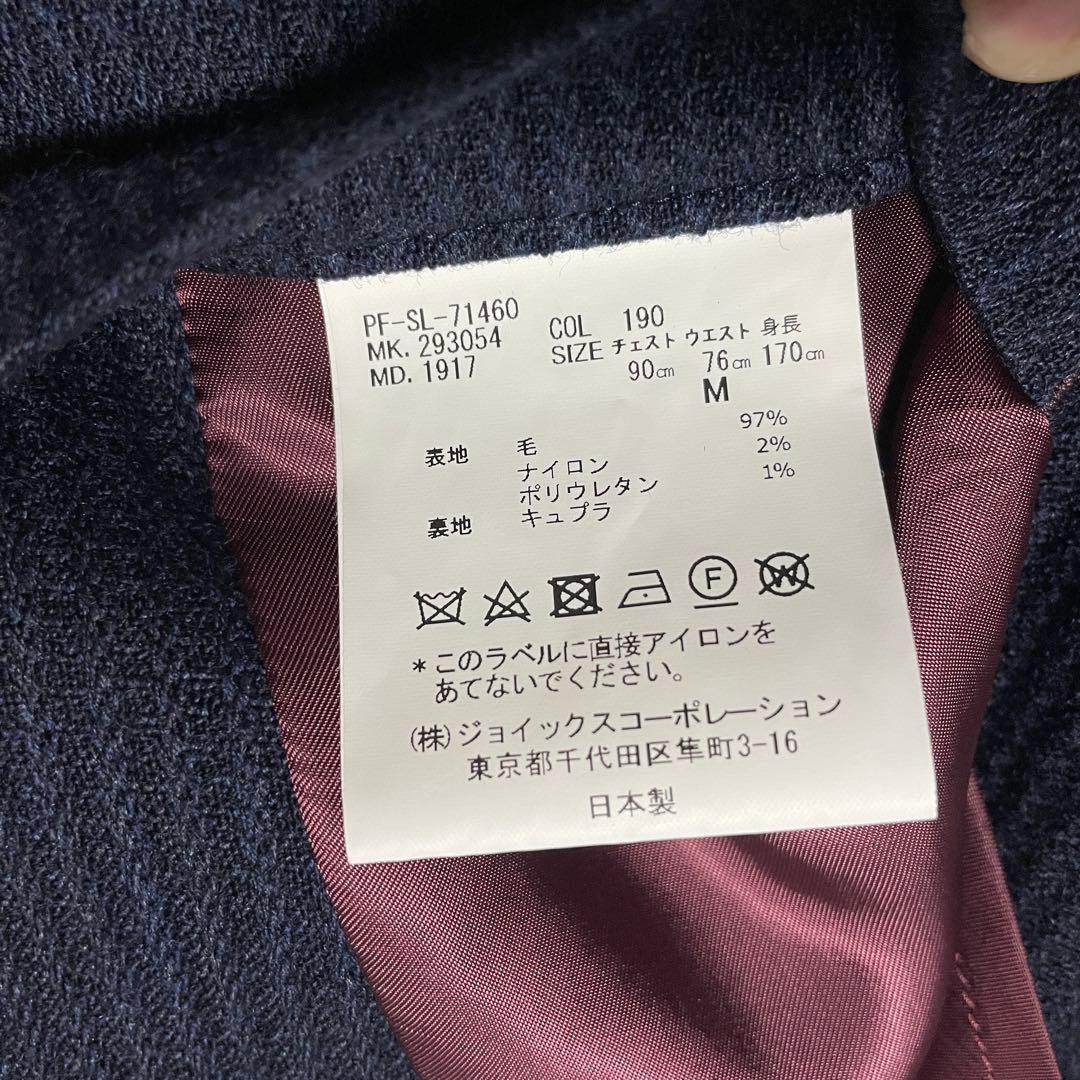 PF-SL-71460
MK. 293054
MD. 1917
COL 190
SIZE チェスト ウエスト 身長
90㎝ 76㎝ 170㎝
M
表地 毛 97%
ナイロン 2%
ポリウレタン 1%
裏地 キュプラ
F W
*このラベルに直接アイロンを
あてないでください。
(株)ジョイックスコーポレーション
東京都千代田区隼町3-16
日本製